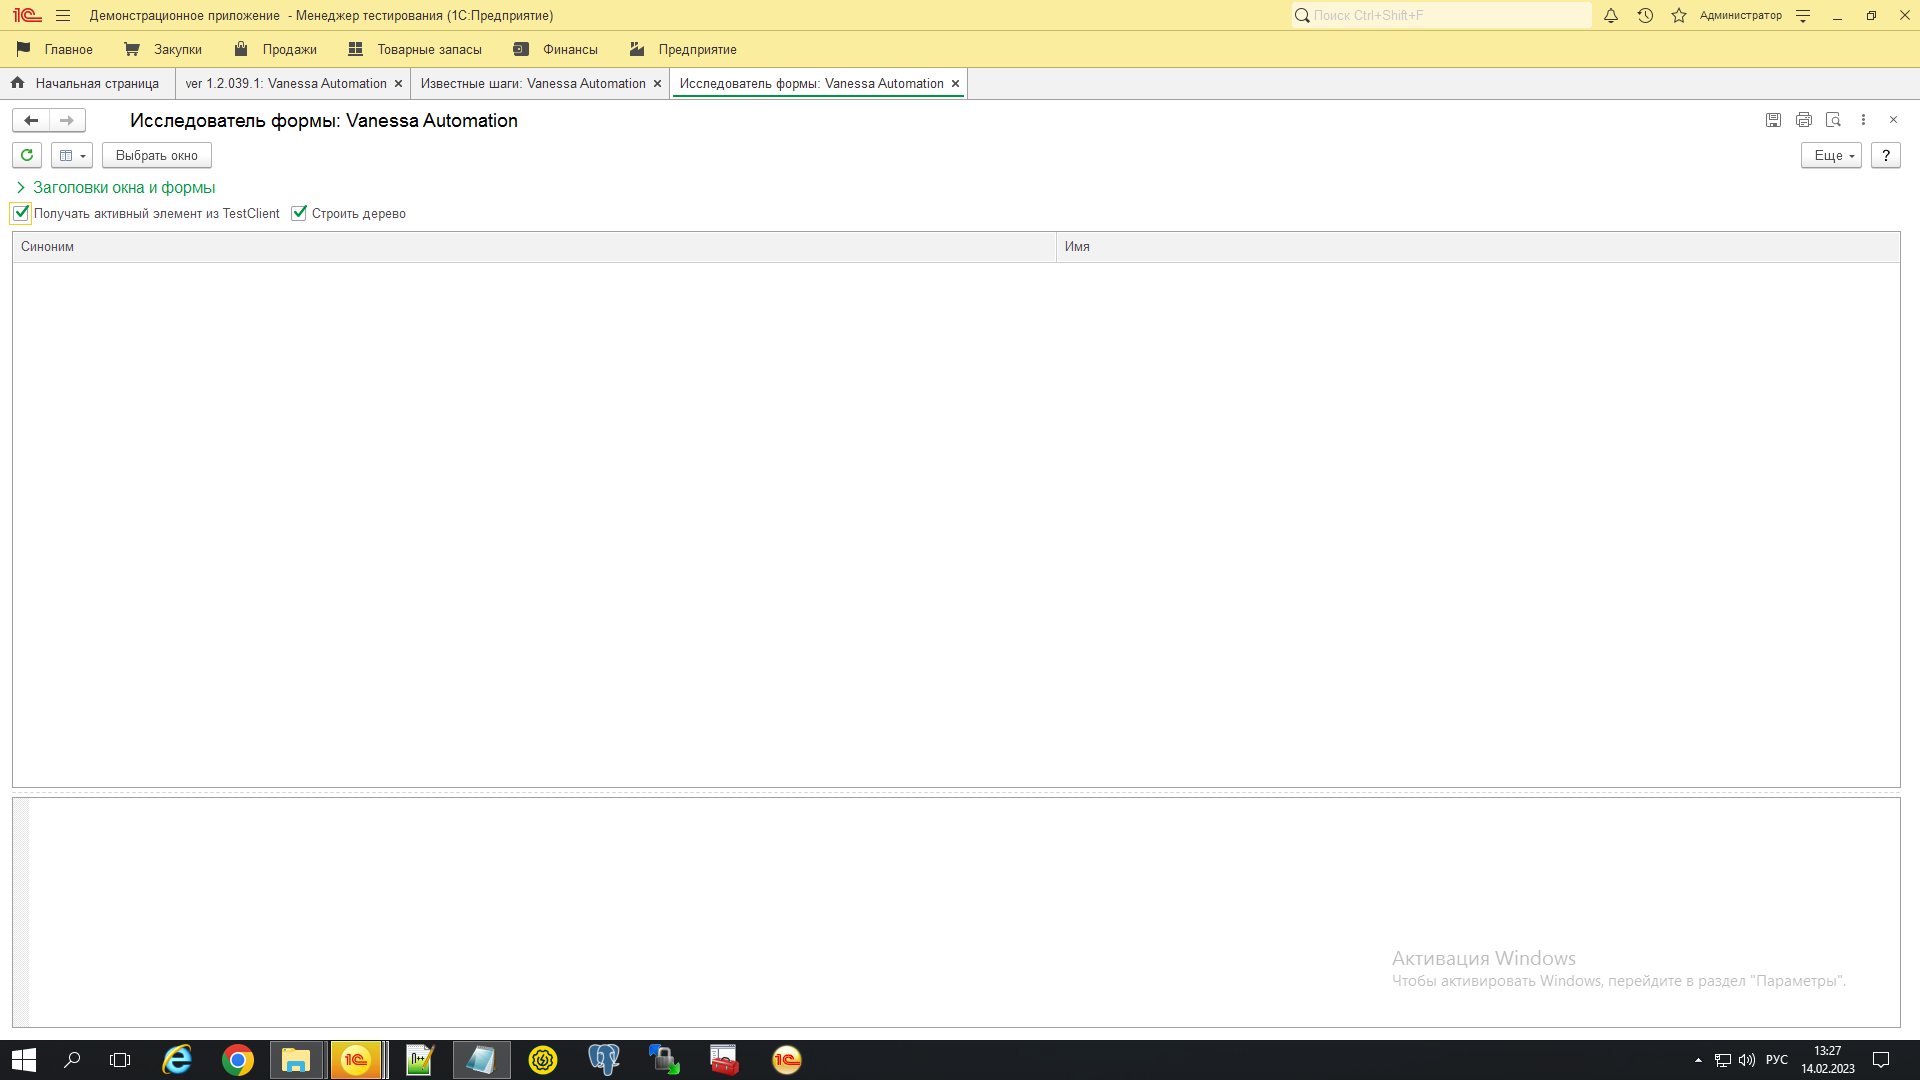 Демонстрационное приложение - Менеджер тестирования (1С:Предприятие)
Поиск Ctrl+Shift+F
Администратор
Главное
Закупки
Продажи
Товарные запасы
Финансы
Предприятие
Начальная страница
ver 1.2.039.1: Vanessa Automation
Известные шаги: Vanessa Automation
Исследователь формы: Vanessa Automation
Исследователь формы: Vanessa Automation
Выбрать окно
Еще
?
Заголовки окна и формы
Получать активный элемент из TestClient
Строить дерево
Синоним
Имя
Активация Windows
Чтобы активировать Windows, перейдите в раздел "Параметры".
РУС
13:27
14.02.2023